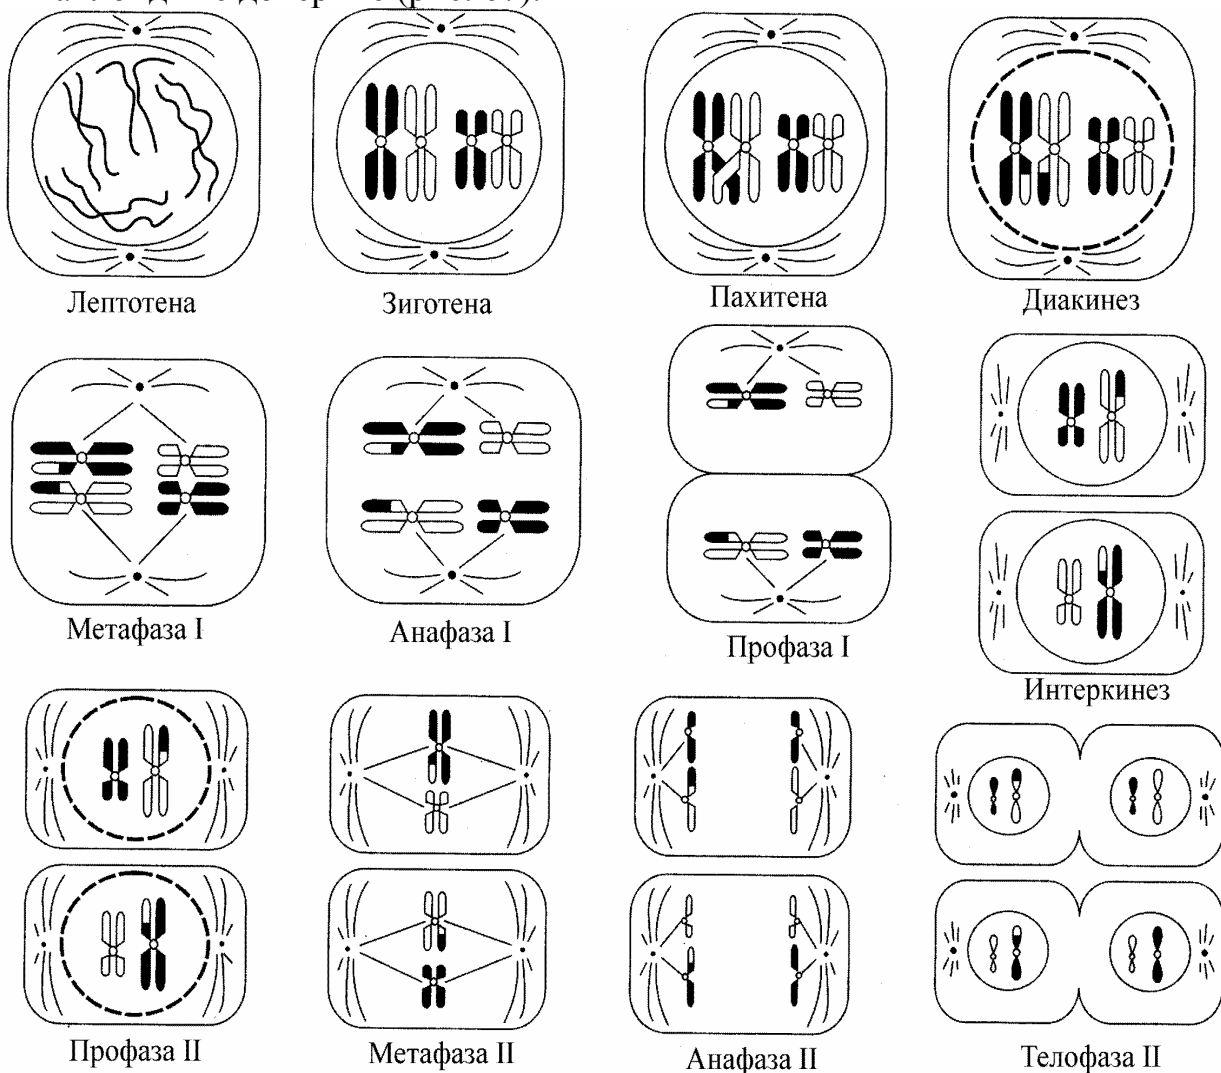 Лептотена
Зиготена
Пахитена
Диакинез
Метафаза I
Анафаза I
Профаза I
Интеркинез
Профаза II
Метафаза II
Анафаза II
Телофаза II